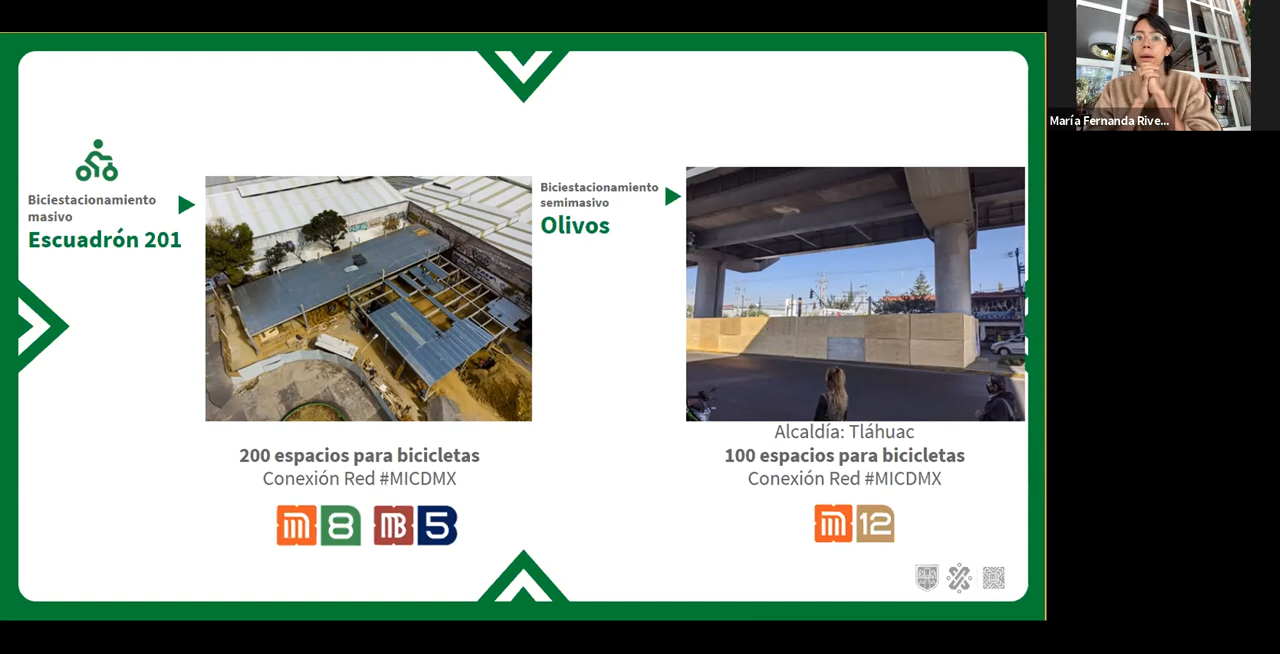 Biciestacionamiento
masivo
Escuadrón 201
200 espacios para bicicletas
Conexión Red #MICDMX
M 8 MB 5
Biciestacionamiento
semimasivo
Olivos
Alcaldía: Tláhuac
100 espacios para bicicletas
Conexión Red #MICDMX
M 12
María Fernanda Rive...